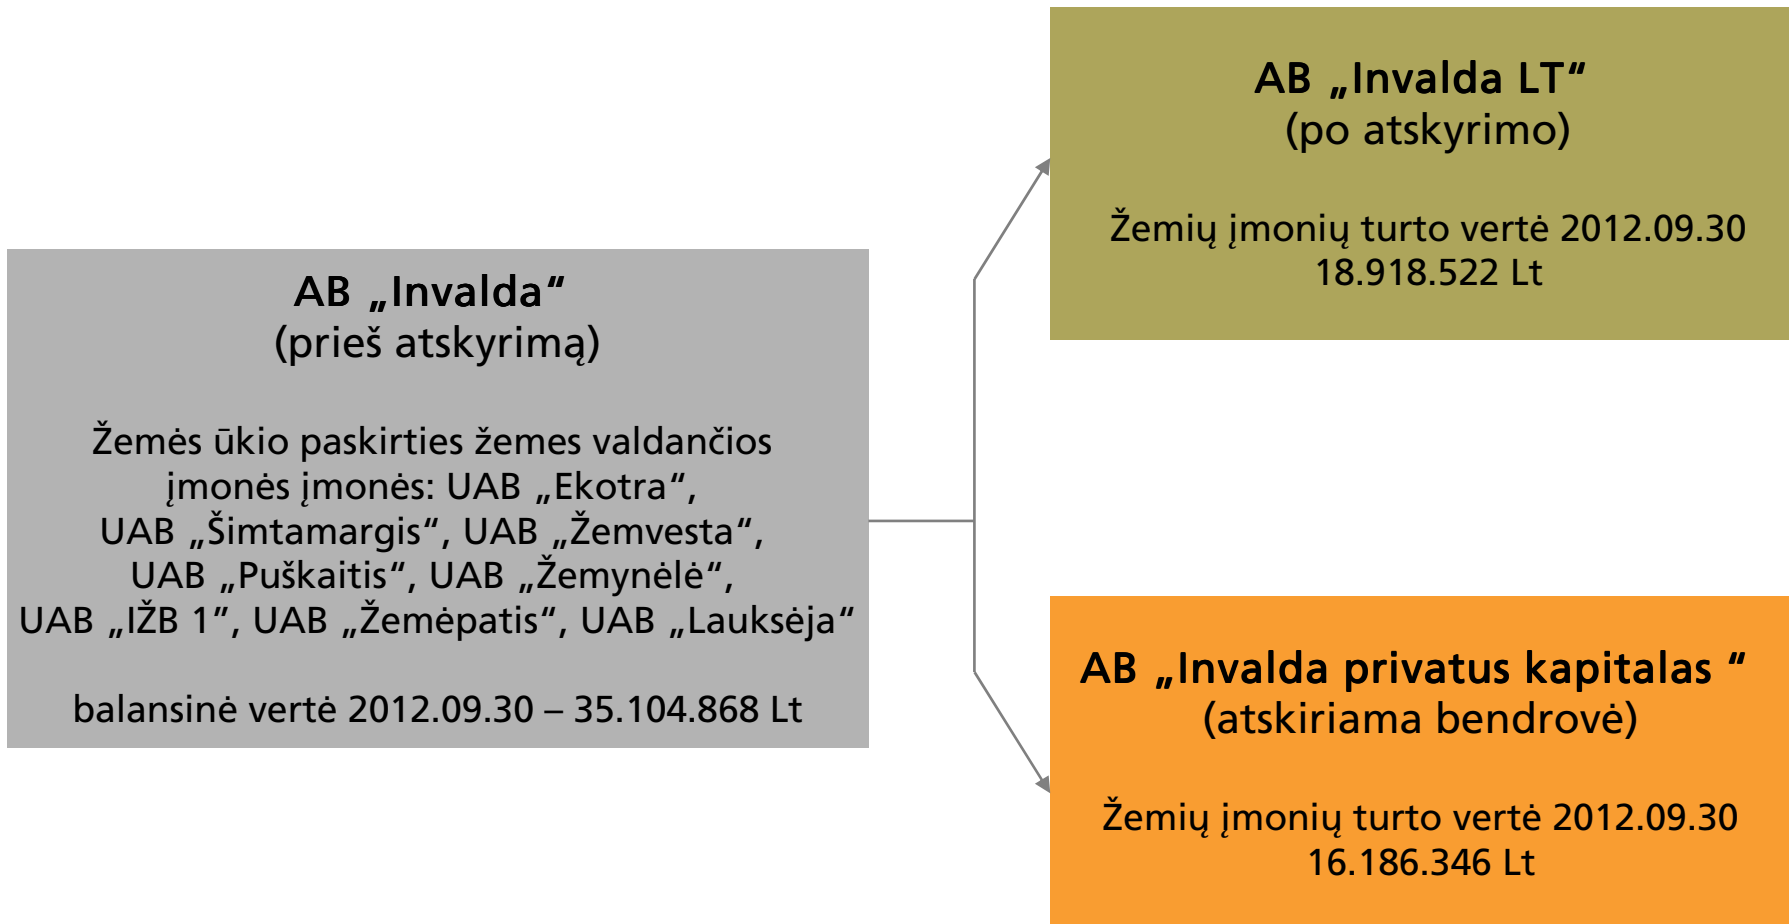 AB „Invalda“
(prieš atskyrimą)
Žemės ūkio paskirties žemes valdančios
įmonės įmonės: UAB „Ekotra“,
UAB „Šimtamargis“, UAB „Žemvesta“,
UAB „Puškaitis“, UAB „Žemynėlė“,
UAB „IŽB 1”, UAB „Žemėpatis“, UAB „Lauksėja“
balansinė vertė 2012.09.30 – 35.104.868 Lt
AB „Invalda LT“
(po atskyrimo)
Žemių įmonių turto vertė 2012.09.30
18.918.522 Lt
AB „Invalda privatus kapitalas “
(atskiriama bendrovė)
Žemių įmonių turto vertė 2012.09.30
16.186.346 Lt